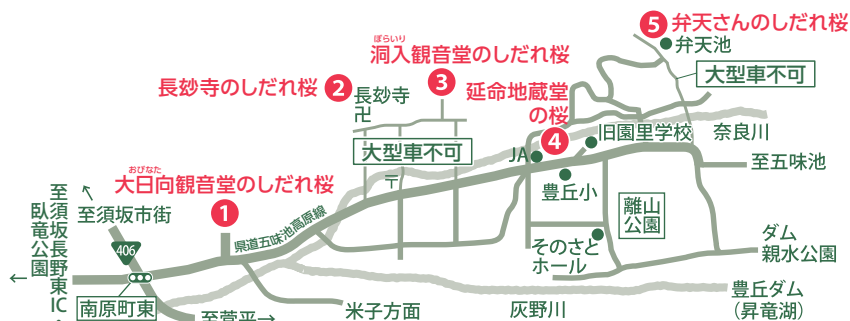 5 弁天さんのしだれ桜
弁天池
大型車不可
ぼらいり
3 洞入観音堂のしだれ桜
長妙寺のしだれ桜 2
長妙寺
卍
大型車不可
延命地蔵堂
の桜
4
旧園里学校
奈良川
JA
豊丘小
至五味池
おびなた
大日向観音堂のしだれ桜
1
〒
県道五味池高原線
離山
公園
そのさと
ホール
ダム
親水公園
至須坂市街
至須坂長野東IC・
臥竜公園
406
南原町東
至菅平→
米子方面
灰野川
豊丘ダム
(昇竜湖)